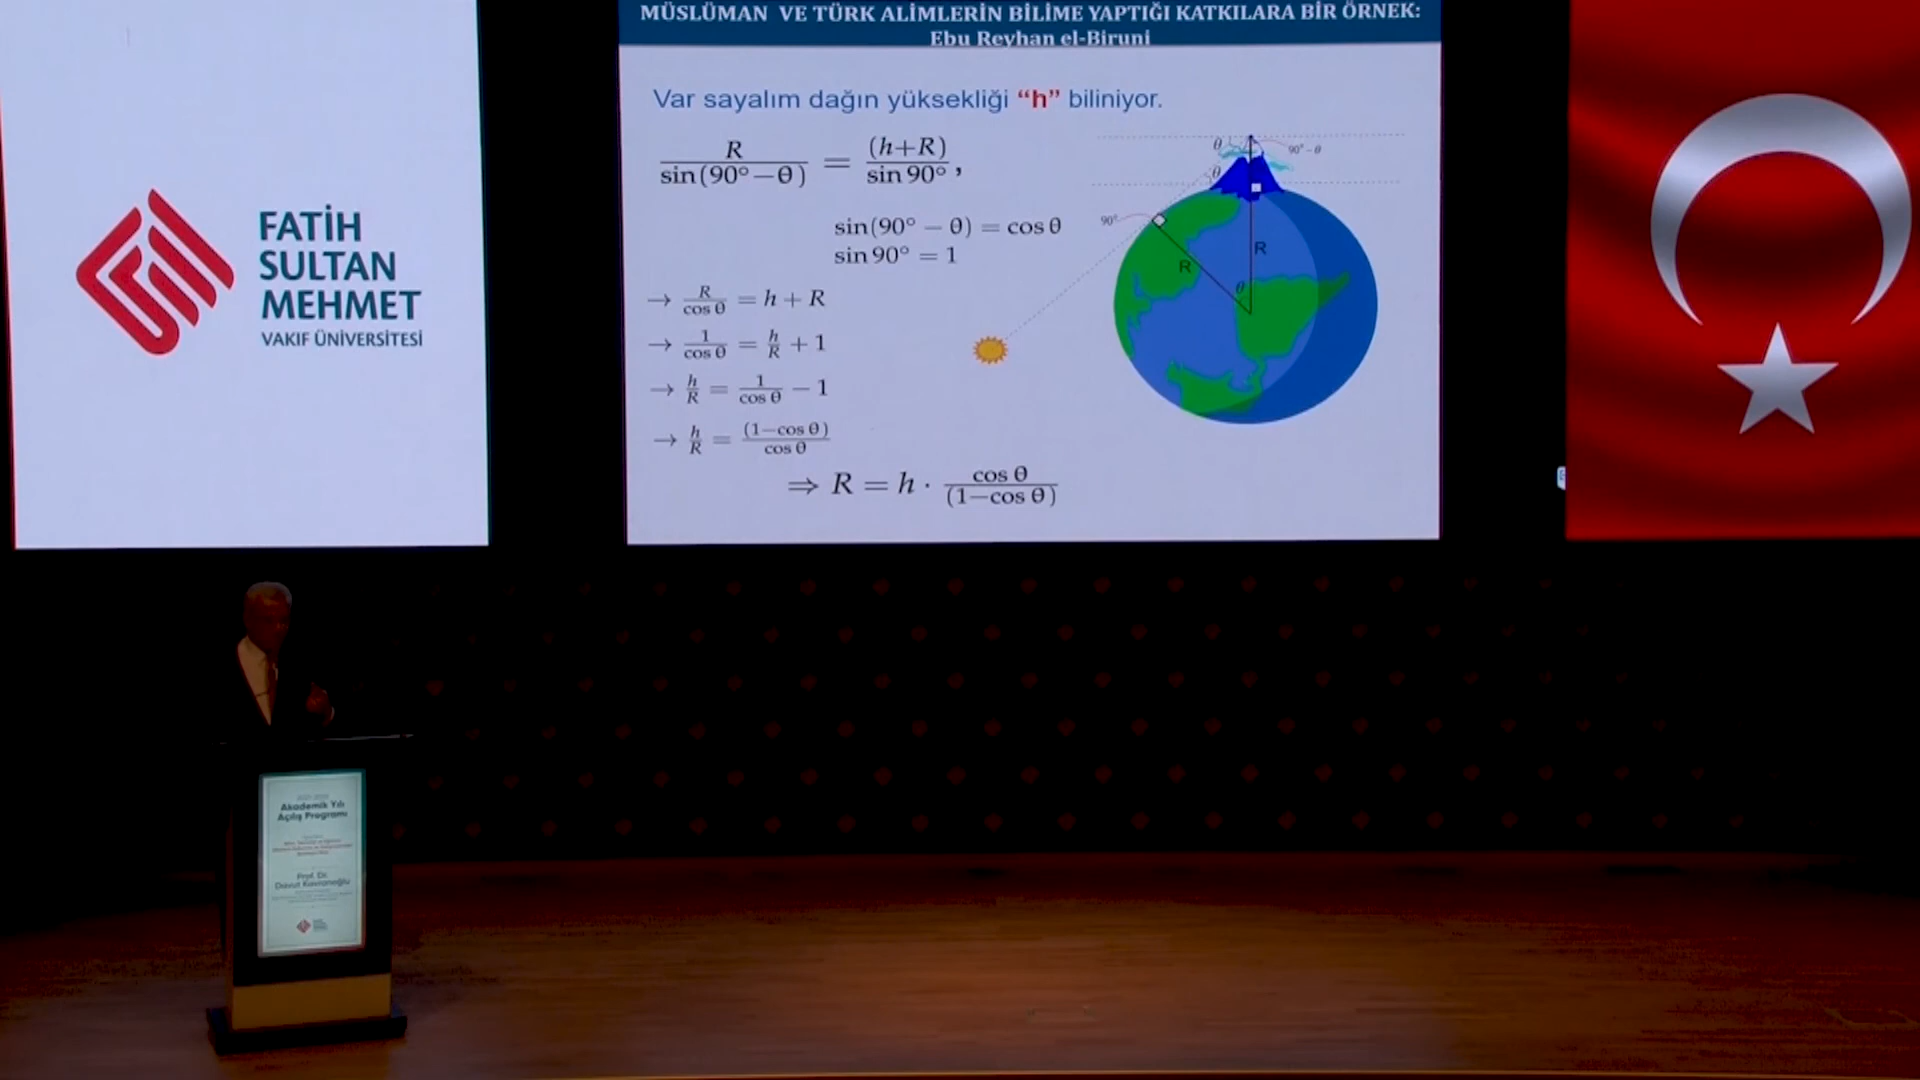 FATİH
SULTAN
MEHMET
VAKIF ÜNİVERSİTESİ
MÜSLÜMAN VE TÜRK ALİMLERİN BİLİME YAPTIĞI KATKILARA BİR ÖRNEK:
Ebu Reyhan el-Biruni
Var sayalım dağın yüksekliği “h” biliniyor.
R / sin(90°−θ) = (h+R) / sin 90° ,
sin(90° − θ) = cos θ
sin 90° = 1
→ R / cos θ = h + R
→ 1 / cos θ = h / R + 1
→ h / R = 1 / cos θ − 1
→ h / R = (1−cos θ) / cos θ
⇒ R = h · cos θ / (1−cos θ)
θ
90° − θ
θ
90°
R
R
θ
Akademik Yılı
Açılış Programı
Prof. Dr.
Davut Kavranoğlu